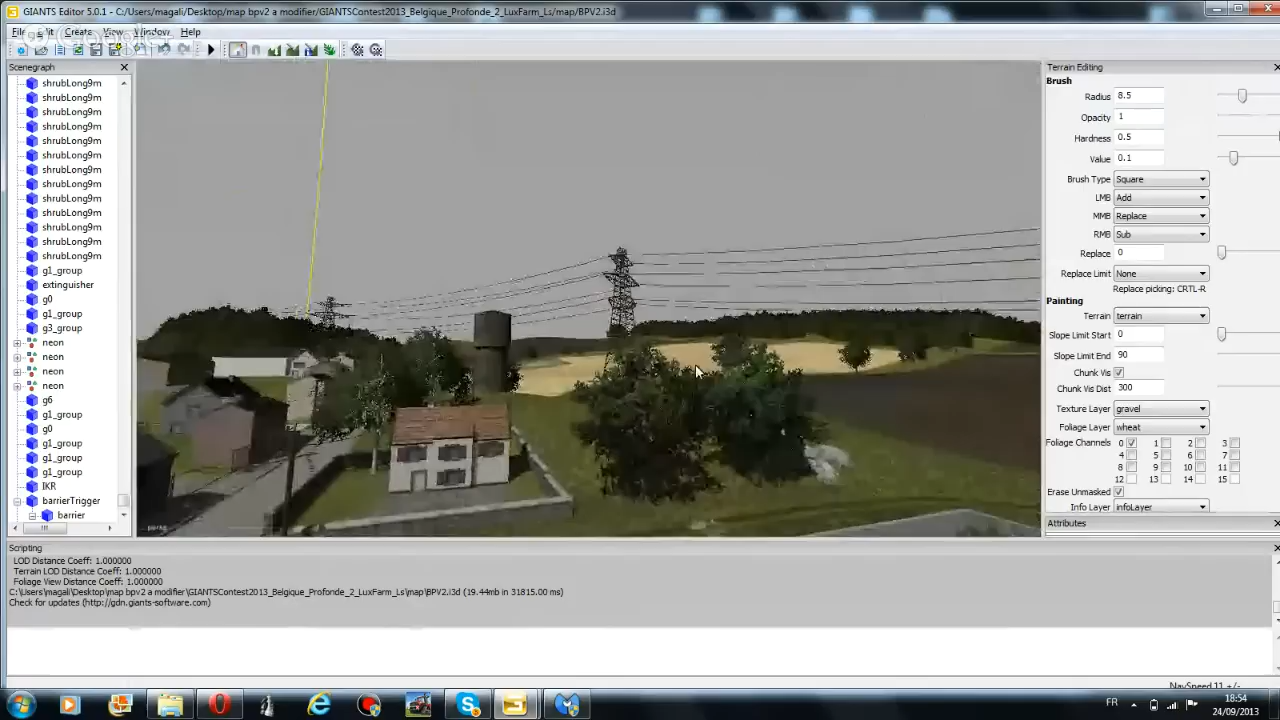 GIANTS Editor 5.0.1 - C:/Users/magali/Desktop/map bpv2 a modifier/GIANTSContest2013_Belgique_Profonde_2_LuxFarm_Ls/map/BPV2.i3d
Create View Window Help
Scenegraph
shrubLong9m
shrubLong9m
shrubLong9m
shrubLong9m
shrubLong9m
shrubLong9m
shrubLong9m
shrubLong9m
shrubLong9m
shrubLong9m
shrubLong9m
shrubLong9m
shrubLong9m
g1_group
extinguisher
g0
g1_group
g3_group
neon
neon
neon
neon
g6
g1_group
g0
g1_group
g1_group
g1_group
IKR
barrierTrigger
barrier
persp
Terrain Editing
Brush
Radius 8.5
Opacity 1
Hardness 0.5
Value 0.1
Brush Type Square
LMB Add
MMB Replace
RMB Sub
Replace 0
Replace Limit None
Replace picking: CRTL-R
Painting
Terrain terrain
Slope Limit Start 0
Slope Limit End 90
Chunk Vis
Chunk Vis Dist 300
Texture Layer gravel
Foliage Layer wheat
Foliage Channels 0 1 2 3
4 5 6 7
8 9 10 11
12 13 14 15
Erase Unmasked
Info Layer infoLayer
Attributes
Scripting
LOD Distance Coeff: 1.000000
Terrain LOD Distance Coeff: 1.000000
Foliage View Distance Coeff: 1.000000
C:\Users\magali\Desktop\map bpv2 a modifier\GIANTSContest2013_Belgique_Profonde_2_LuxFarm_Ls\map\BPV2.i3d (19.44mb in 31815.00 ms)
Check for updates (http://gdn.giants-software.com)
NavSpeed 11 +/-
FR
18:54
24/09/2013